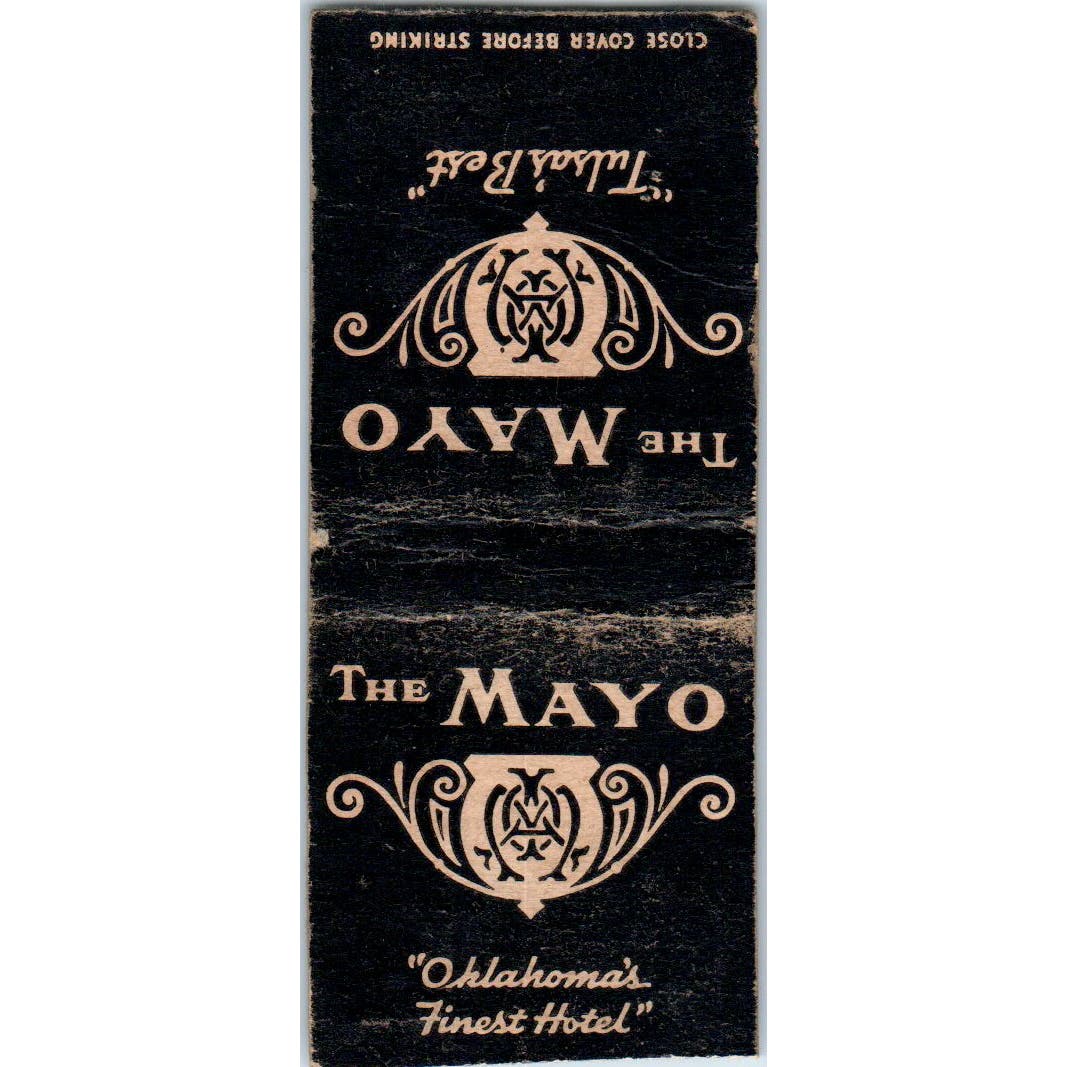 CLOSE COVER BEFORE STRIKING
"Tulsa's Best"
THE MAYO
THE MAYO
"Oklahoma's
Finest Hotel"